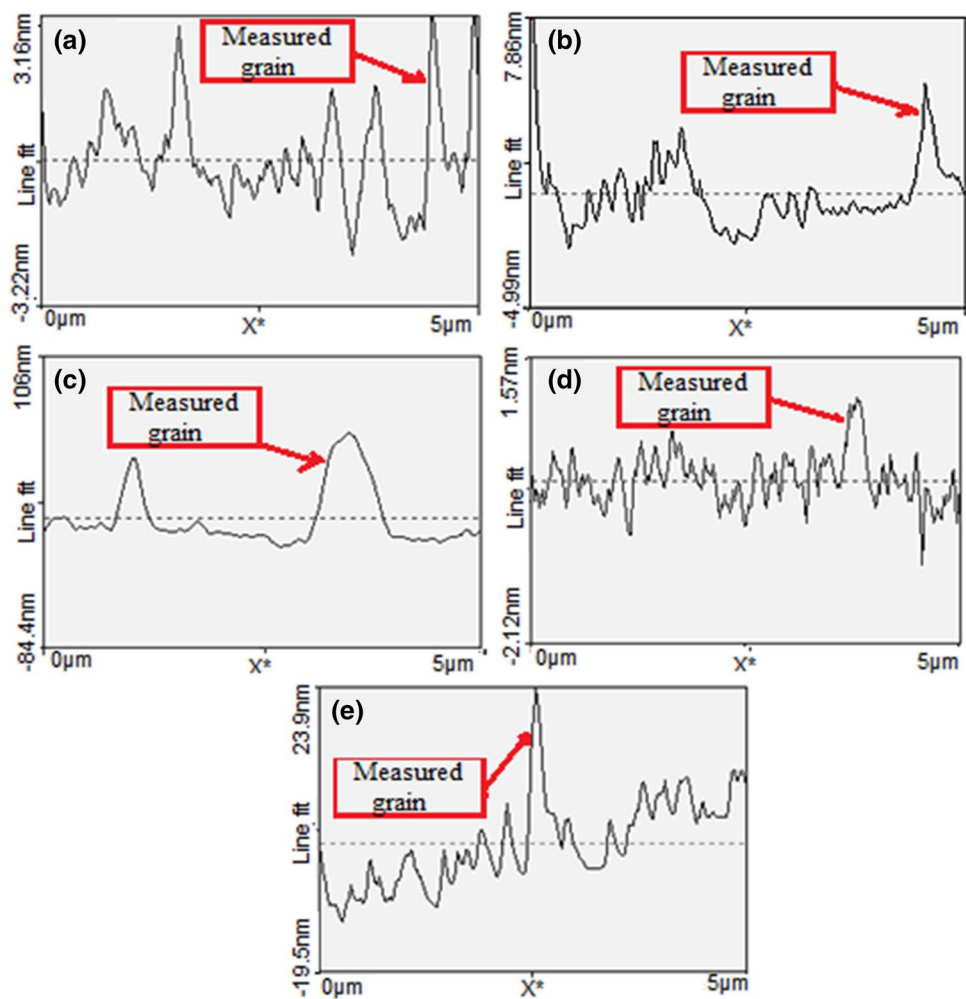 (a)
3.16nm
Line fit
-3.22nm
Measured
grain
0µm
X*
5µm
(b)
7.86nm
Line fit
-4.99nm
Measured
grain
0µm
X*
5µm
(c)
106nm
Line fit
-84.4nm
Measured
grain
0µm
X*
5µm
(d)
1.57nm
Line fit
-2.12nm
Measured
grain
0µm
X*
5µm
(e)
23.9nm
Line fit
-19.5nm
Measured
grain
0µm
X*
5µm